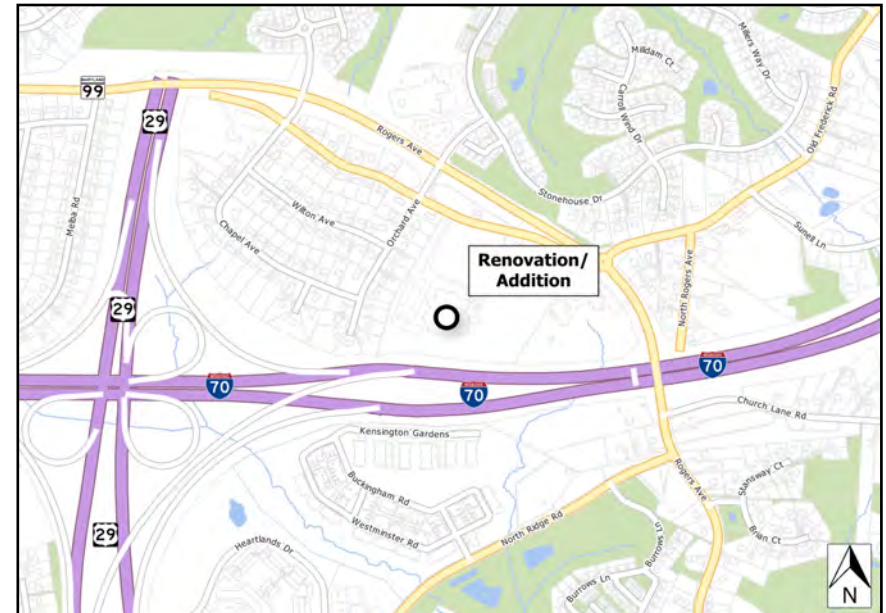 Millers Way Dr
Milldam Ct
MARYLAND
99
29
Carroll Wind Dr
Old Frederick Rd
Rogers Ave
Stonehouse Dr
Melba Rd
Wilton Ave
Orchard Ave
Chapel Ave
Sunell Ln
Renovation/
Addition
North Rogers Ave
29
70
70
70
Church Lane Rd
Kensington Gardens
Rogers Ave
Stansway Ct
Buckingham Rd
Westminster Rd
North Ridge Rd
Burrows Ln
Brian Ct
29
Heartlands Dr
Burrows Ln
N